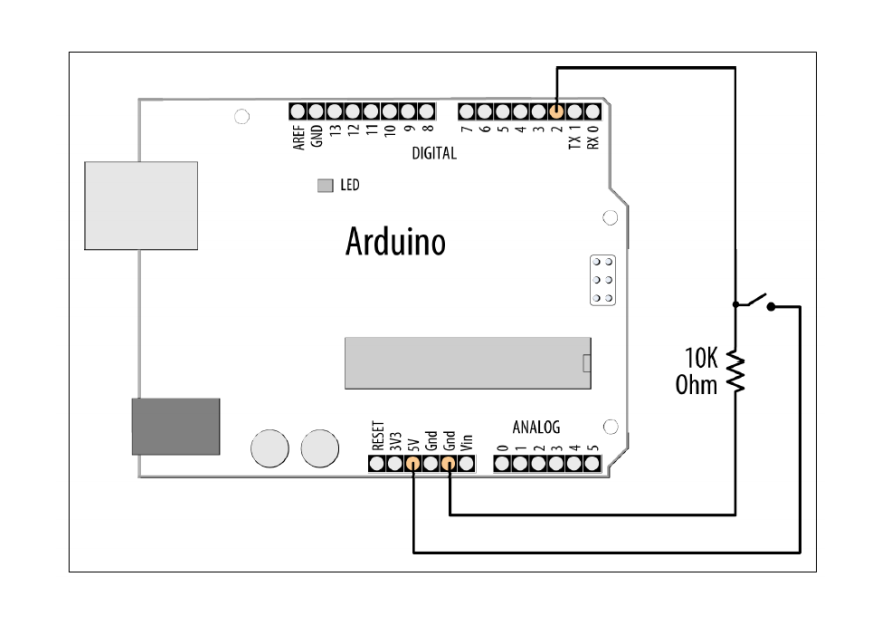 AREF
GND
13
12
11
10
9
8
7
6
5
4
3
2
TX 1
RX 0
DIGITAL
LED
Arduino
10K
Ohm
RESET
3V3
5V
Gnd
Gnd
Vin
ANALOG
0
1
2
3
4
5